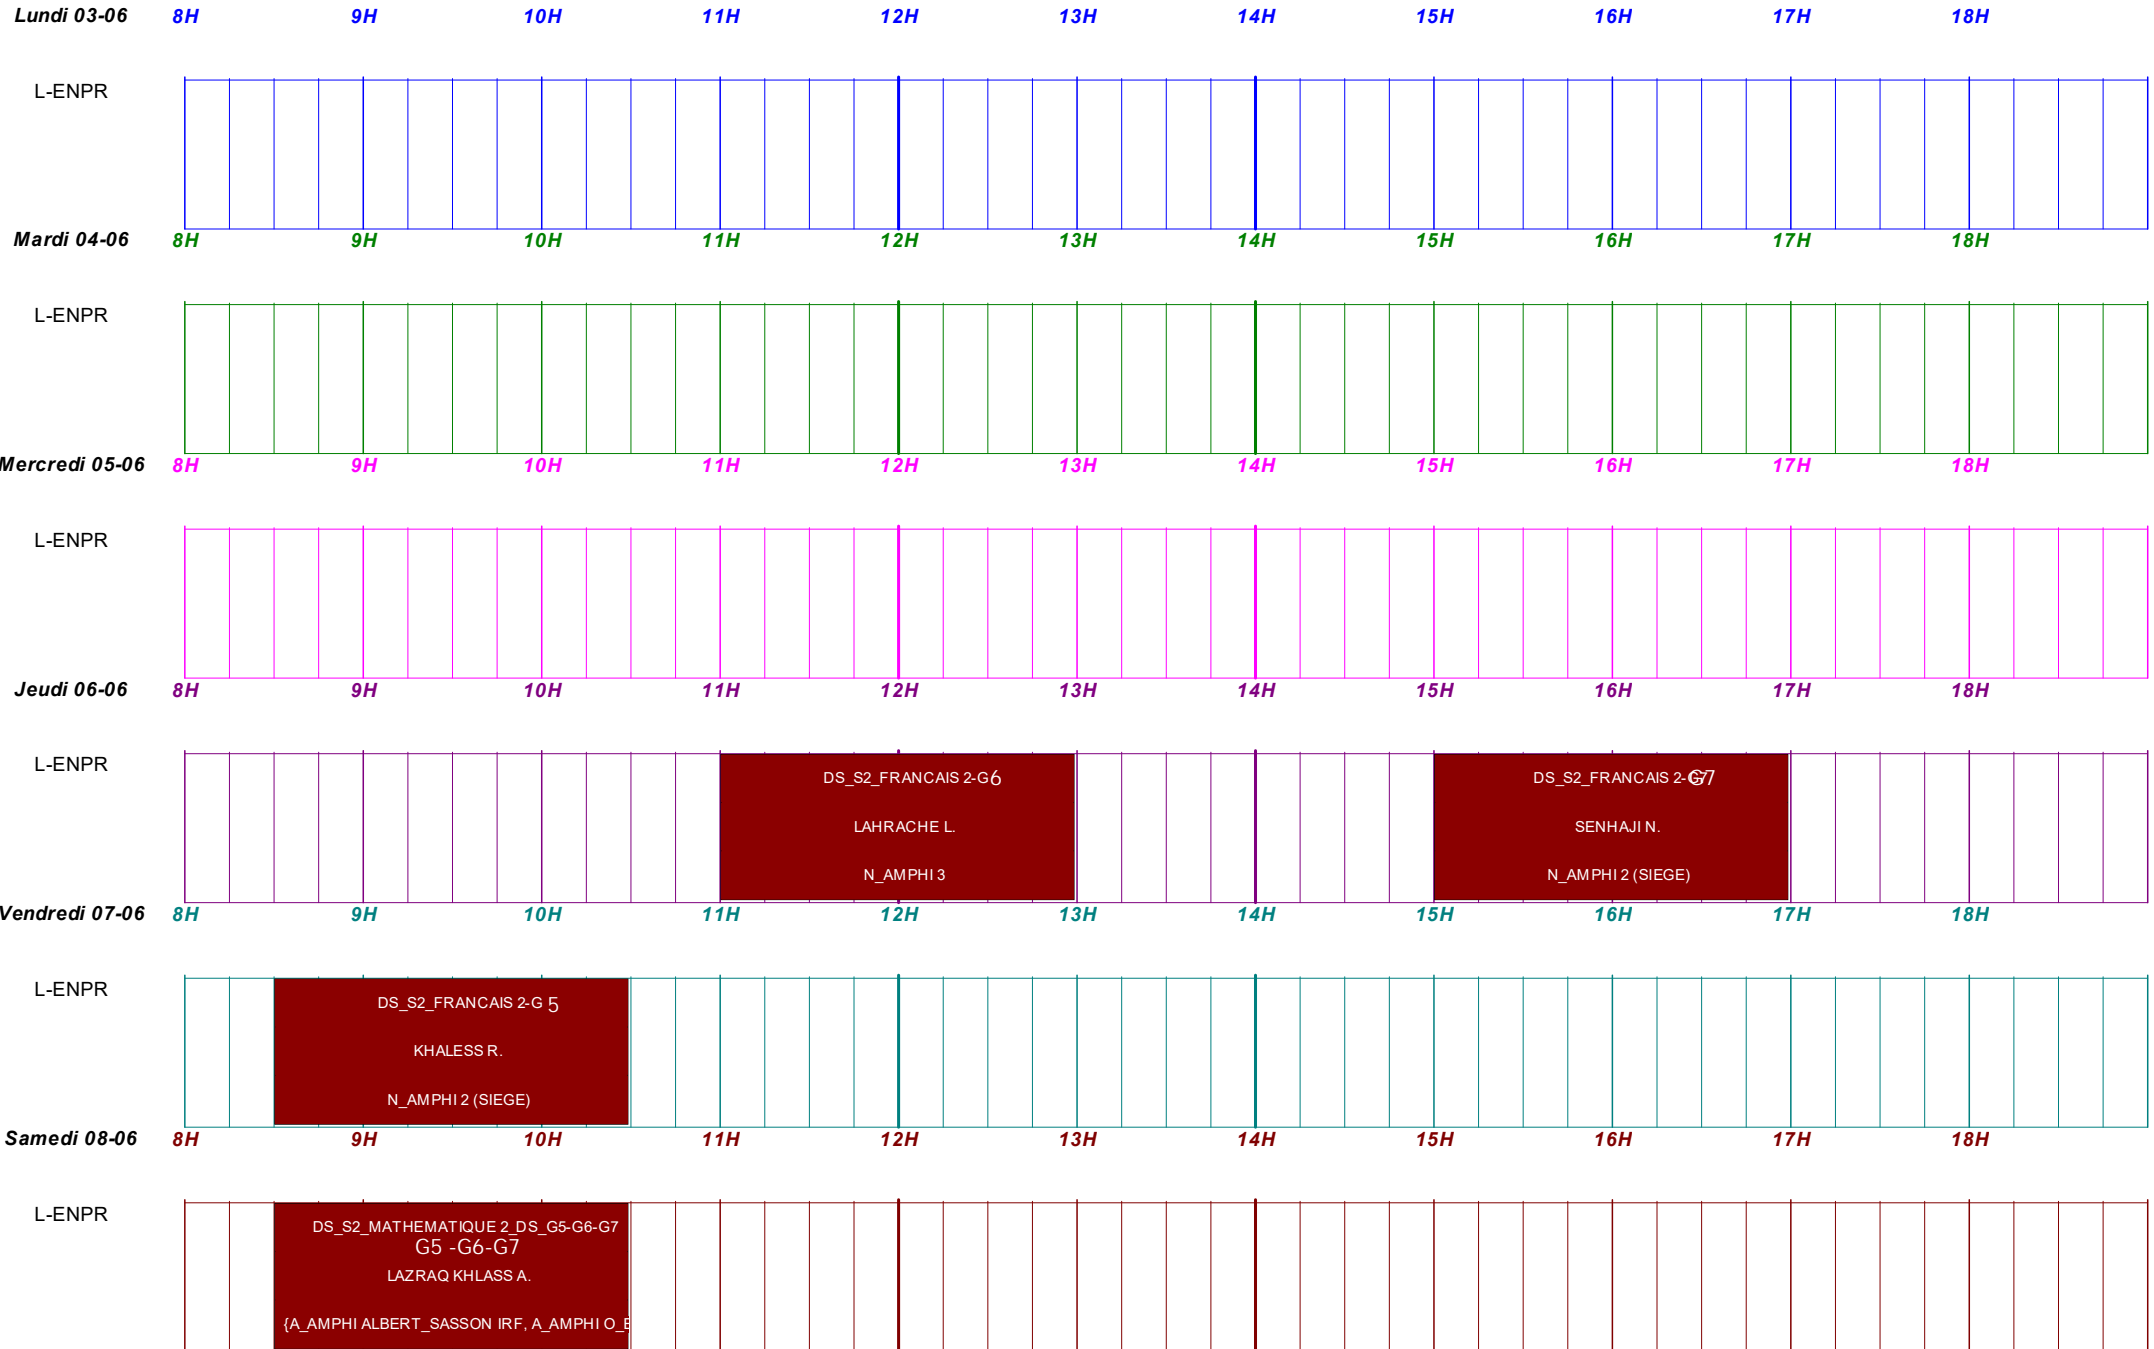 Lundi 03-06 8H 9H 10H 11H 12H 13H 14H 15H 16H 17H 18H
L-ENPR
Mardi 04-06 8H 9H 10H 11H 12H 13H 14H 15H 16H 17H 18H
L-ENPR
Mercredi 05-06 8H 9H 10H 11H 12H 13H 14H 15H 16H 17H 18H
L-ENPR
Jeudi 06-06 8H 9H 10H 11H 12H 13H 14H 15H 16H 17H 18H
L-ENPR
DS_S2_FRANCAIS 2-G6
LAHRACHE L.
N_AMPHI 3
DS_S2_FRANCAIS 2-G7
SENHAJI N.
N_AMPHI 2 (SIEGE)
Vendredi 07-06 8H 9H 10H 11H 12H 13H 14H 15H 16H 17H 18H
L-ENPR
DS_S2_FRANCAIS 2-G 5
KHALESS R.
N_AMPHI 2 (SIEGE)
Samedi 08-06 8H 9H 10H 11H 12H 13H 14H 15H 16H 17H 18H
L-ENPR
DS_S2_MATHEMATIQUE 2_DS_G5-G6-G7
G5 -G6-G7
LAZRAQ KHLASS A.
{A_AMPHI ALBERT_SASSON IRF, A_AMPHI O_E